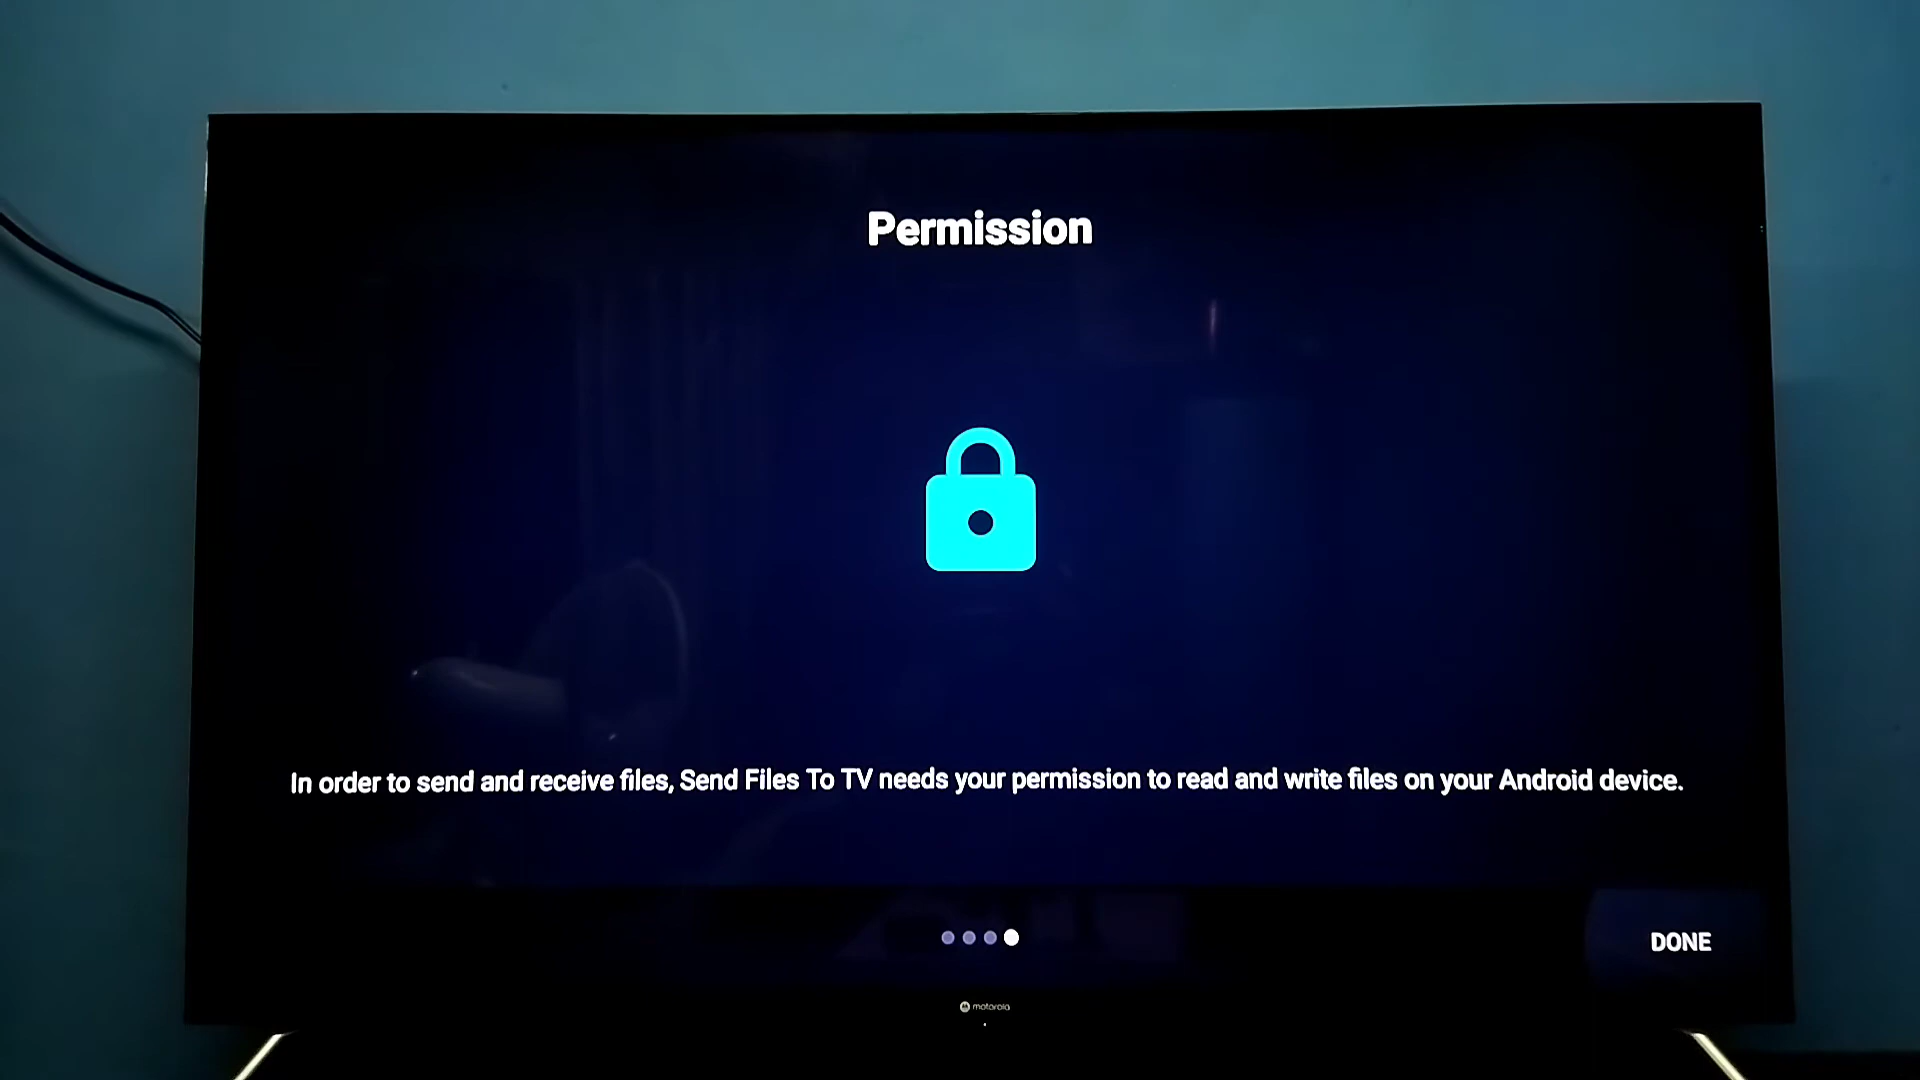 Permission
In order to send and receive files, Send Files To TV needs your permission to read and write files on your Android device.
DONE
motorola